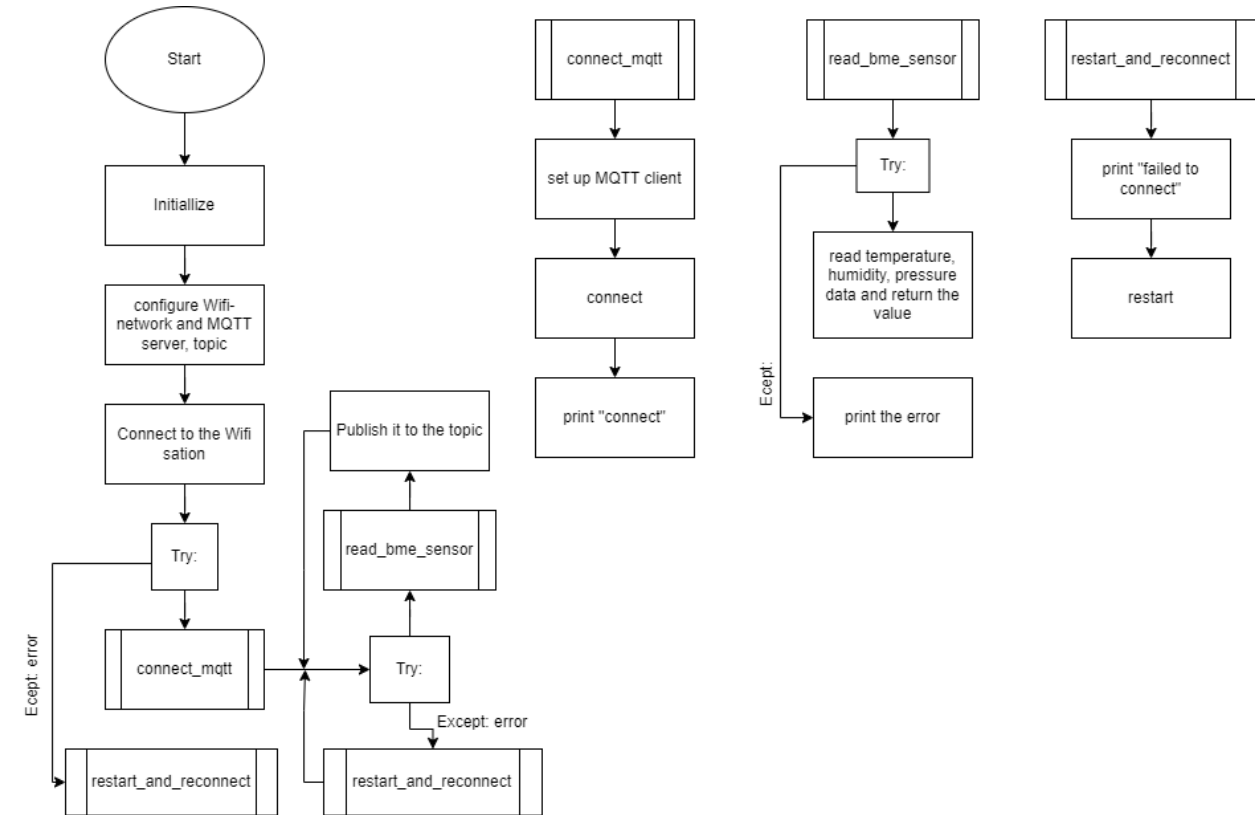 Start
Initiallize
configure Wifi-
network and MQTT
server, topic
Connect to the Wifi
sation
Try:
Ecept: error
connect_mqtt
restart_and_reconnect
Publish it to the topic
read_bme_sensor
Try:
Except: error
restart_and_reconnect
connect_mqtt
set up MQTT client
connect
print "connect"
read_bme_sensor
Try:
read temperature,
humidity, pressure
data and return the
value
Ecept:
print the error
restart_and_reconnect
print "failed to
connect"
restart